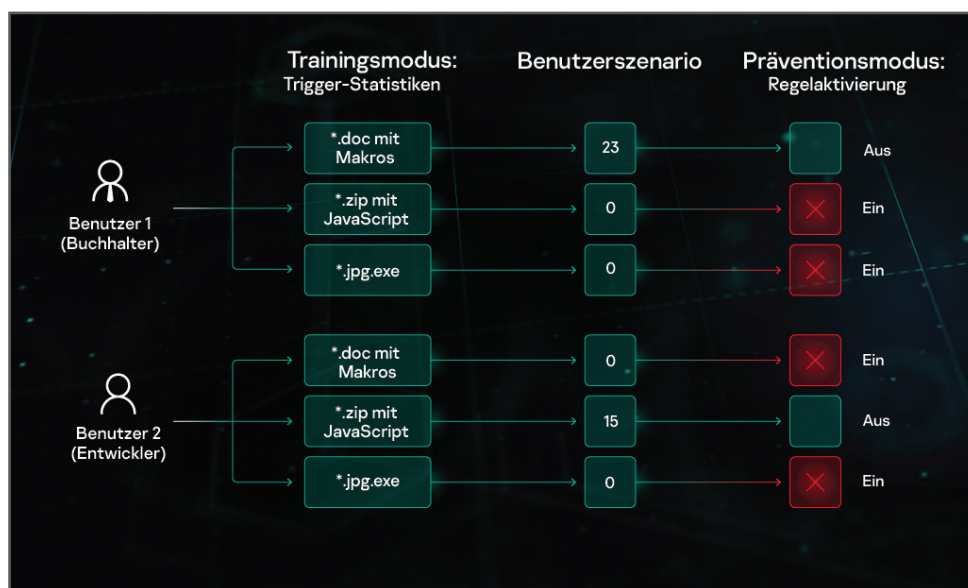 Trainingsmodus:
Trigger-Statistiken
Benutzerszenario
Präventionsmodus:
Regelaktivierung
Benutzer 1
(Buchhalter)
*.doc mit
Makros
23
Aus
*.zip mit
JavaScript
0
Ein
*.jpg.exe
0
Ein
Benutzer 2
(Entwickler)
*.doc mit
Makros
0
Ein
*.zip mit
JavaScript
15
Aus
*.jpg.exe
0
Ein